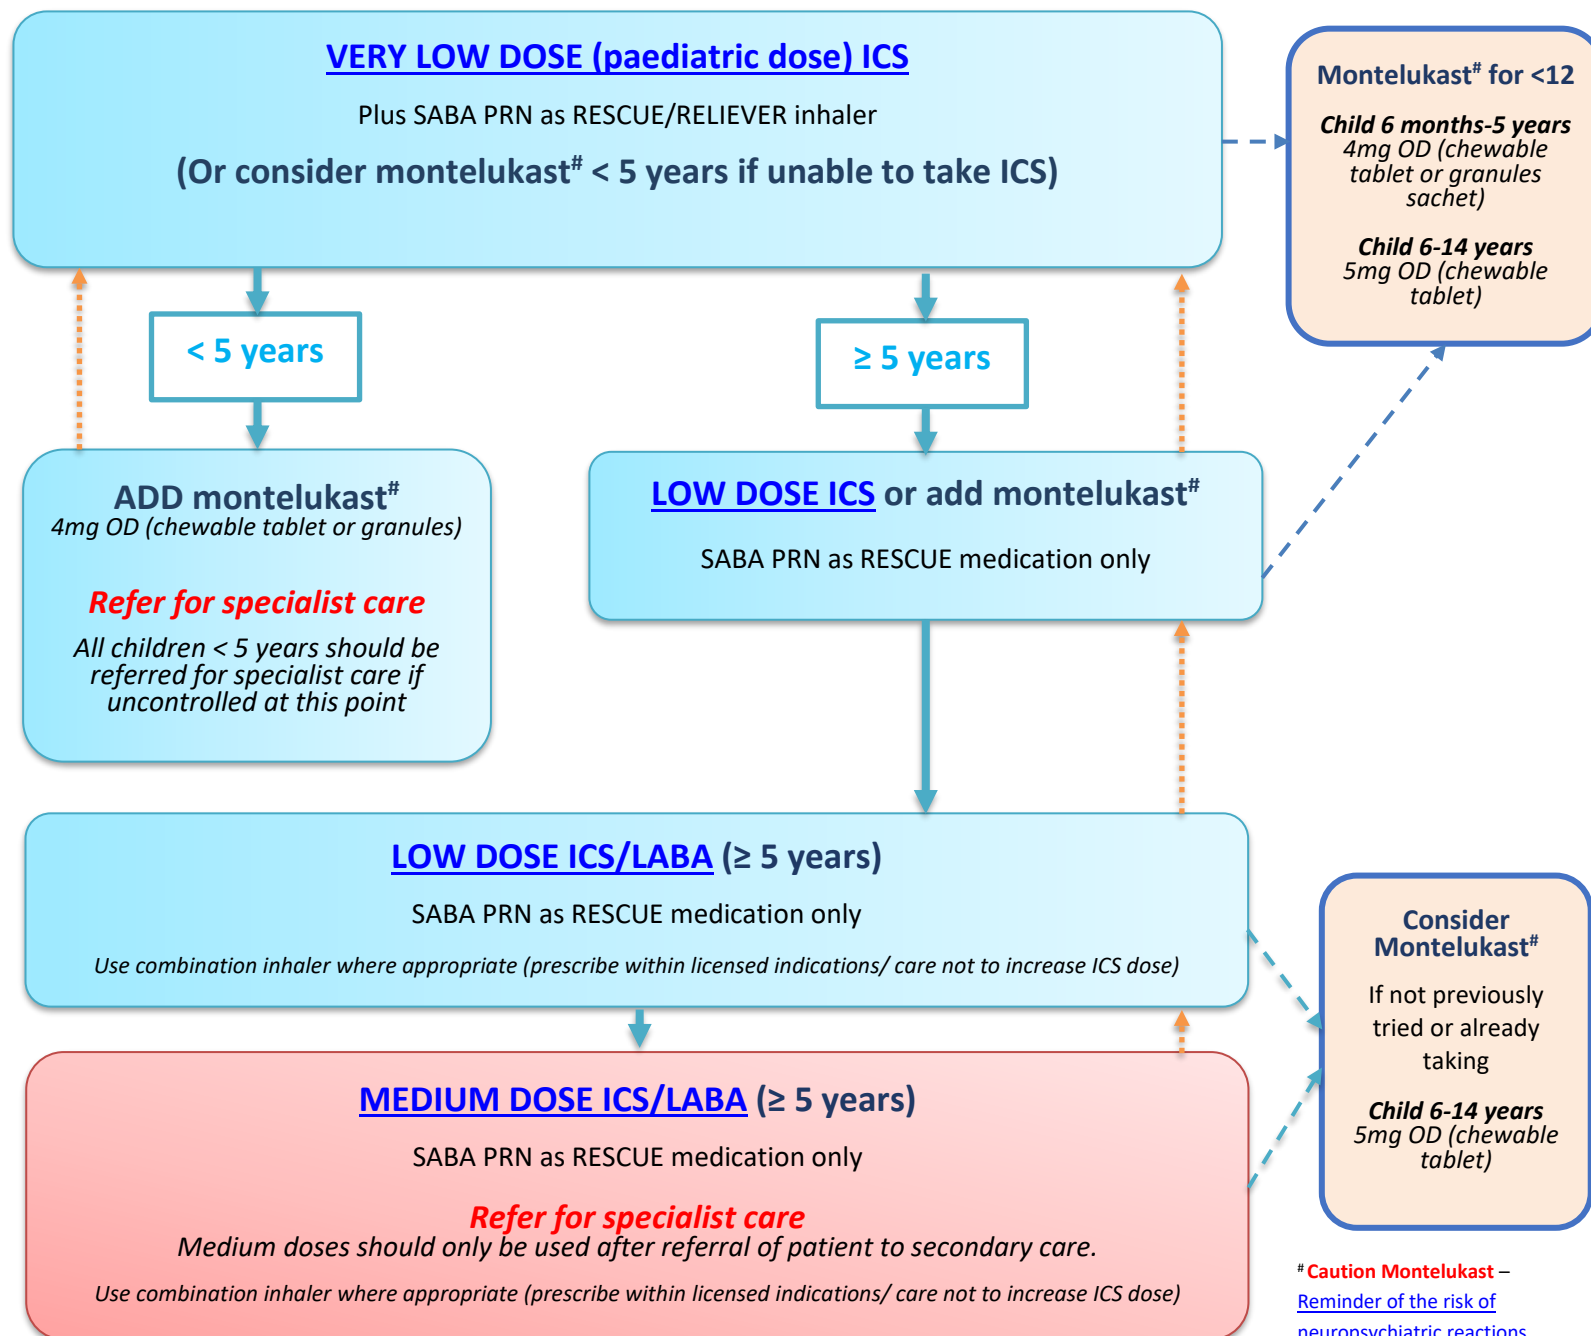 VERY LOW DOSE (paediatric dose) ICS
Plus SABA PRN as RESCUE/RELIEVER inhaler
(Or consider montelukast# < 5 years if unable to take ICS)
Montelukast# for <12
Child 6 months-5 years
4mg OD (chewable
tablet or granules
sachet)
Child 6-14 years
5mg OD (chewable
tablet)
< 5 years
≥ 5 years
ADD montelukast#
4mg OD (chewable tablet or granules)
Refer for specialist care
All children < 5 years should be
referred for specialist care if
uncontrolled at this point
LOW DOSE ICS or add montelukast#
SABA PRN as RESCUE medication only
LOW DOSE ICS/LABA (≥ 5 years)
SABA PRN as RESCUE medication only
Use combination inhaler where appropriate (prescribe within licensed indications/ care not to increase ICS dose)
Consider
Montelukast#
If not previously
tried or already
taking
Child 6-14 years
5mg OD (chewable
tablet)
MEDIUM DOSE ICS/LABA (≥ 5 years)
SABA PRN as RESCUE medication only
Refer for specialist care
Medium doses should only be used after referral of patient to secondary care.
Use combination inhaler where appropriate (prescribe within licensed indications/ care not to increase ICS dose)
# Caution Montelukast –
Reminder of the risk of
neuropsychiatric reactions